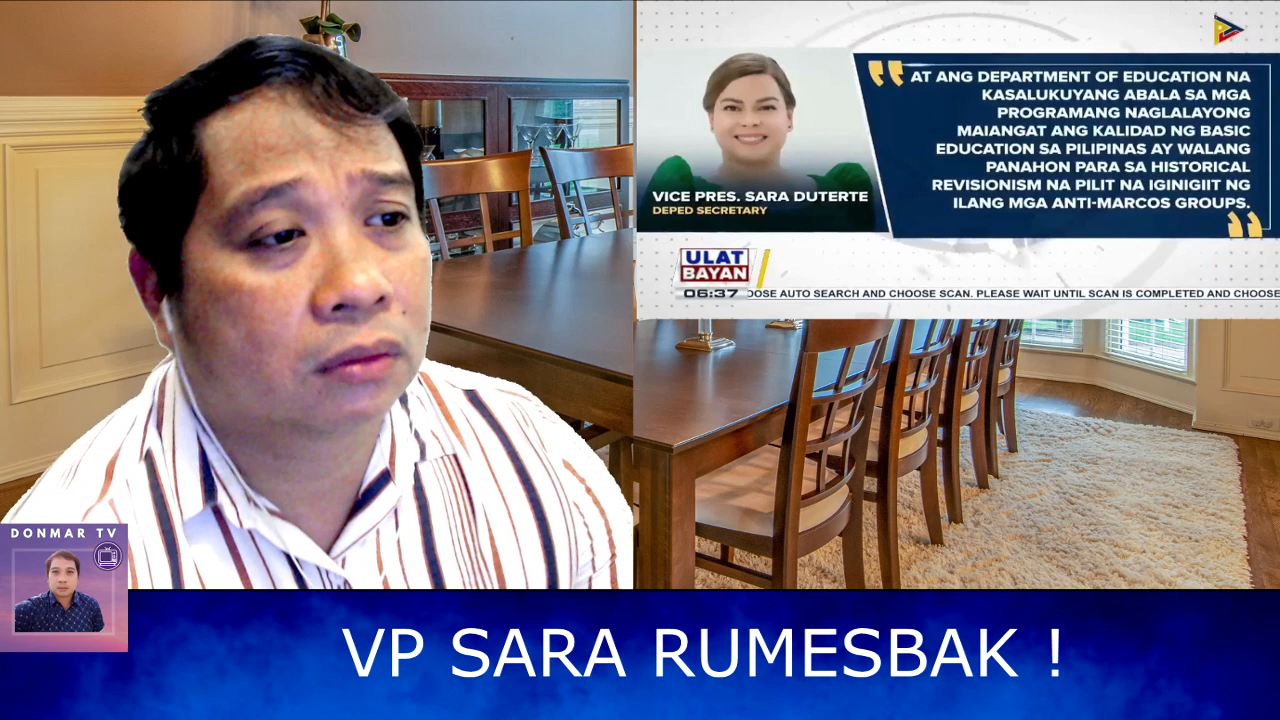 AT ANG DEPARTMENT OF EDUCATION NA
KASALUKUYANG ABALA SA MGA
PROGRAMANG NAGLALAYONG
MAIANGAT ANG KALIDAD NG BASIC
EDUCATION SA PILIPINAS AY WALANG
PANAHON PARA SA HISTORICAL
REVISIONISM NA PILIT NA IGINIGIIT NG
ILANG MGA ANTI-MARCOS GROUPS.
VICE PRES. SARA DUTERTE
DEPED SECRETARY
ULAT
BAYAN
06:37 OOSE AUTO SEARCH AND CHOOSE SCAN. PLEASE WAIT UNTIL SCAN IS COMPLETED AND CHOOSE
DONMAR TV
VP SARA RUMESBAK !